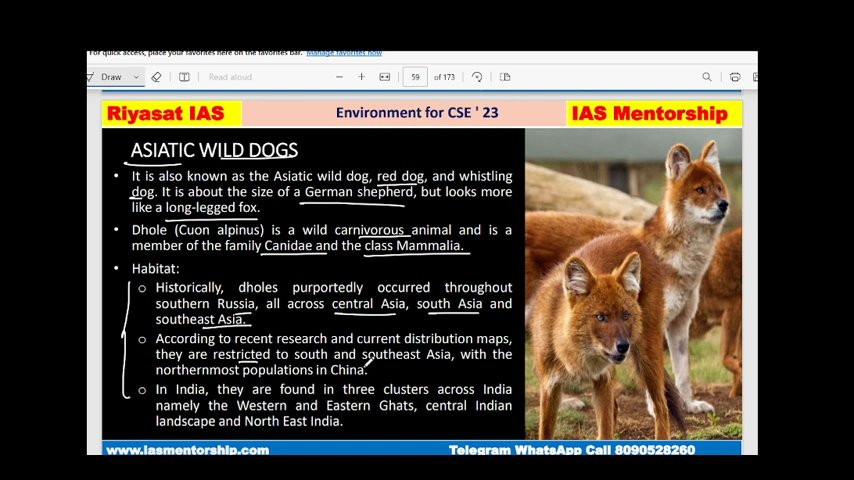 For quick access, place your favorites here on the favorites bar. Manage favorites now
Draw
Read aloud
59 of 173
Riyasat IAS Environment for CSE ' 23 IAS Mentorship
ASIATIC WILD DOGS
• It is also known as the Asiatic wild dog, red dog, and whistling
dog. It is about the size of a German shepherd, but looks more
like a long-legged fox.
• Dhole (Cuon alpinus) is a wild carnivorous animal and is a
member of the family Canidae and the class Mammalia.
• Habitat:
o Historically, dholes purportedly occurred throughout
southern Russia, all across central Asia, south Asia and
southeast Asia.
o According to recent research and current distribution maps,
they are restricted to south and southeast Asia, with the
northernmost populations in China.
o In India, they are found in three clusters across India
namely the Western and Eastern Ghats, central Indian
landscape and North East India.
www.iasmentorship.com Telegram WhatsApp Call 8090528260